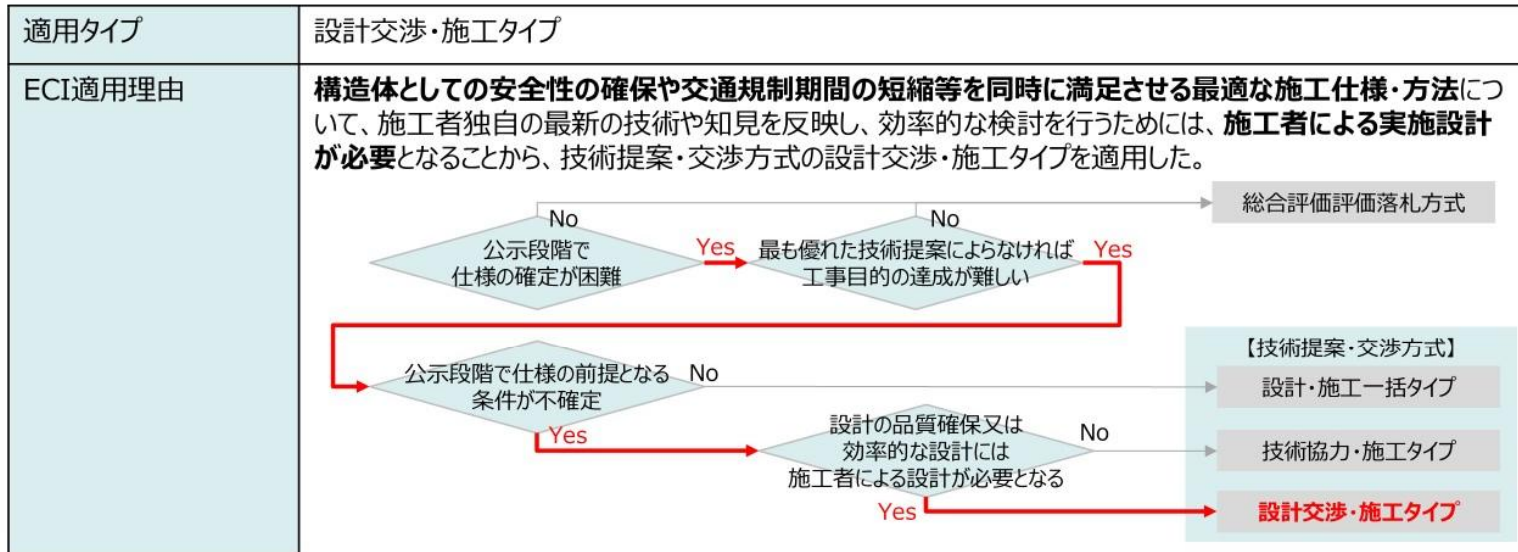 適用タイプ
設計交渉・施工タイプ
ECI適用理由
構造体としての安全性の確保や交通規制期間の短縮等を同時に満足させる最適な施工仕様・方法につ
いて、施工者独自の最新の技術や知見を反映し、効率的な検討を行うためには、施工者による実施設計
が必要となることから、技術提案・交渉方式の設計交渉・施工タイプを適用した。
総合評価評価落札方式
No
No
公示段階で
仕様の確定が困難
Yes
最も優れた技術提案によらなければ
工事目的の達成が難しい
Yes
【技術提案・交渉方式】
公示段階で仕様の前提となる
条件が不確定
No
設計・施工一括タイプ
Yes
設計の品質確保又は
効率的な設計には
施工者による設計が必要となる
No
技術協力・施工タイプ
Yes
設計交渉・施工タイプ